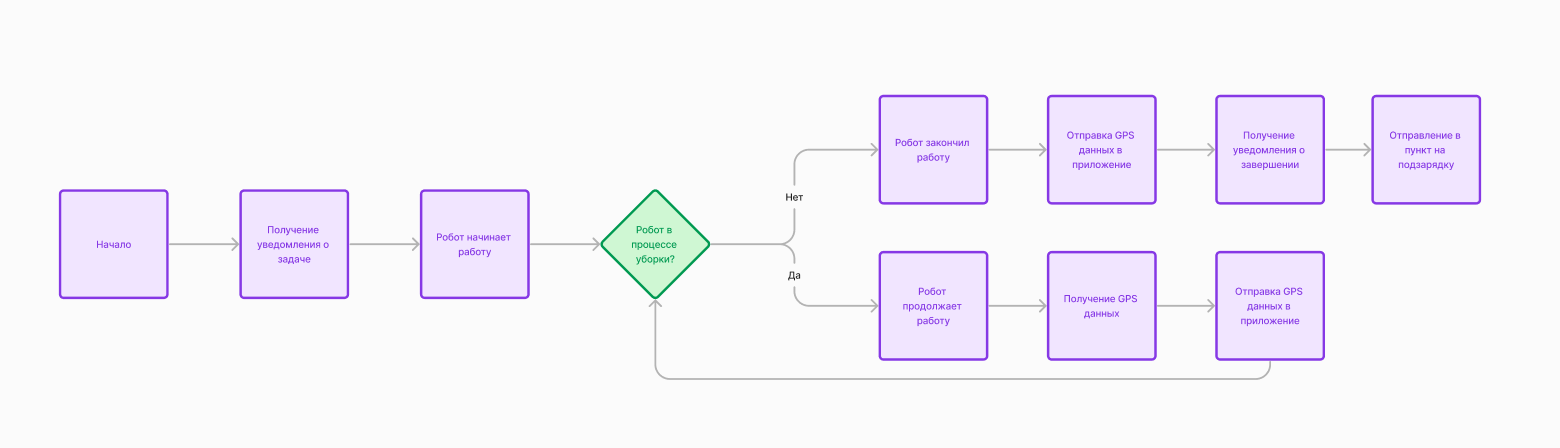 Начало
Получение
уведомления о
задаче
Робот начинает
работу
Робот в
процессе
уборки?
Нет
Робот закончил
работу
Отправка GPS
данных в
приложение
Получение
уведомления о
завершении
Отправление в
пункт на
подзарядку
Да
Робот
продолжает
работу
Получение GPS
данных
Отправка GPS
данных в
приложение